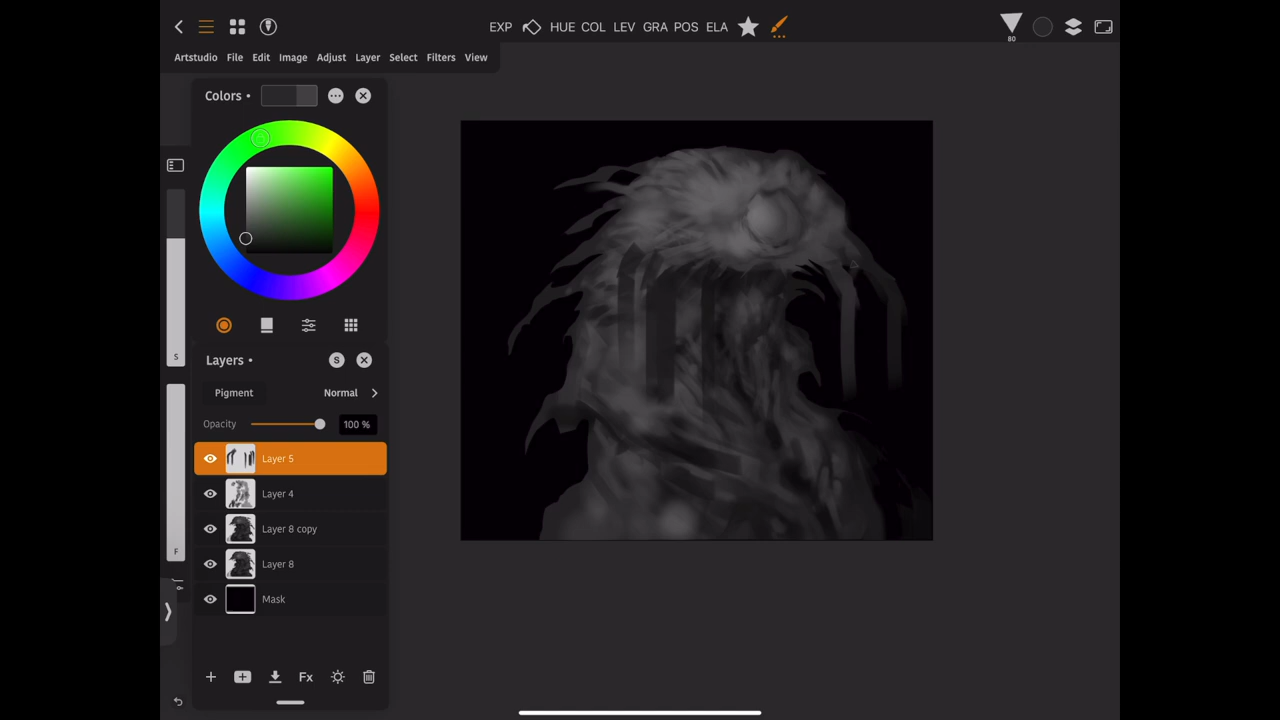 EXP HUE COL LEV GRA POS ELA
80
Artstudio File Edit Image Adjust Layer Select Filters View
Colors •
S
F
Layers • S
Pigment Normal
Opacity 100 %
Layer 5
Layer 4
Layer 8 copy
Layer 8
Mask
Fx